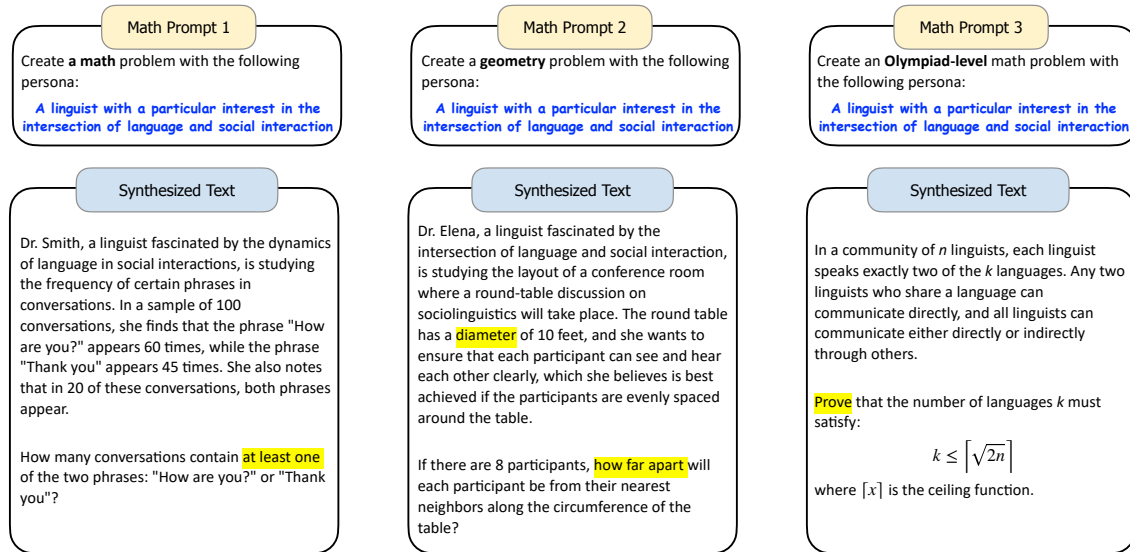 Math Prompt 1
Create a math problem with the following
persona:
A linguist with a particular interest in the
intersection of language and social interaction
Synthesized Text
Dr. Smith, a linguist fascinated by the dynamics
of language in social interactions, is studying
the frequency of certain phrases in
conversations. In a sample of 100
conversations, she finds that the phrase "How
are you?" appears 60 times, while the phrase
"Thank you" appears 45 times. She also notes
that in 20 of these conversations, both phrases
appear.
How many conversations contain at least one
of the two phrases: "How are you?" or "Thank
you"?
Math Prompt 2
Create a geometry problem with the following
persona:
A linguist with a particular interest in the
intersection of language and social interaction
Synthesized Text
Dr. Elena, a linguist fascinated by the
intersection of language and social interaction,
is studying the layout of a conference room
where a round-table discussion on
sociolinguistics will take place. The round table
has a diameter of 10 feet, and she wants to
ensure that each participant can see and hear
each other clearly, which she believes is best
achieved if the participants are evenly spaced
around the table.
If there are 8 participants, how far apart will
each participant be from their nearest
neighbors along the circumference of the
table?
Math Prompt 3
Create an Olympiad-level math problem with
the following persona:
A linguist with a particular interest in the
intersection of language and social interaction
Synthesized Text
In a community of n linguists, each linguist
speaks exactly two of the k languages. Any two
linguists who share a language can
communicate directly, and all linguists can
communicate either directly or indirectly
through others.
Prove that the number of languages k must
satisfy:
k ≤ ⌈√2n⌉
where ⌈x⌉ is the ceiling function.